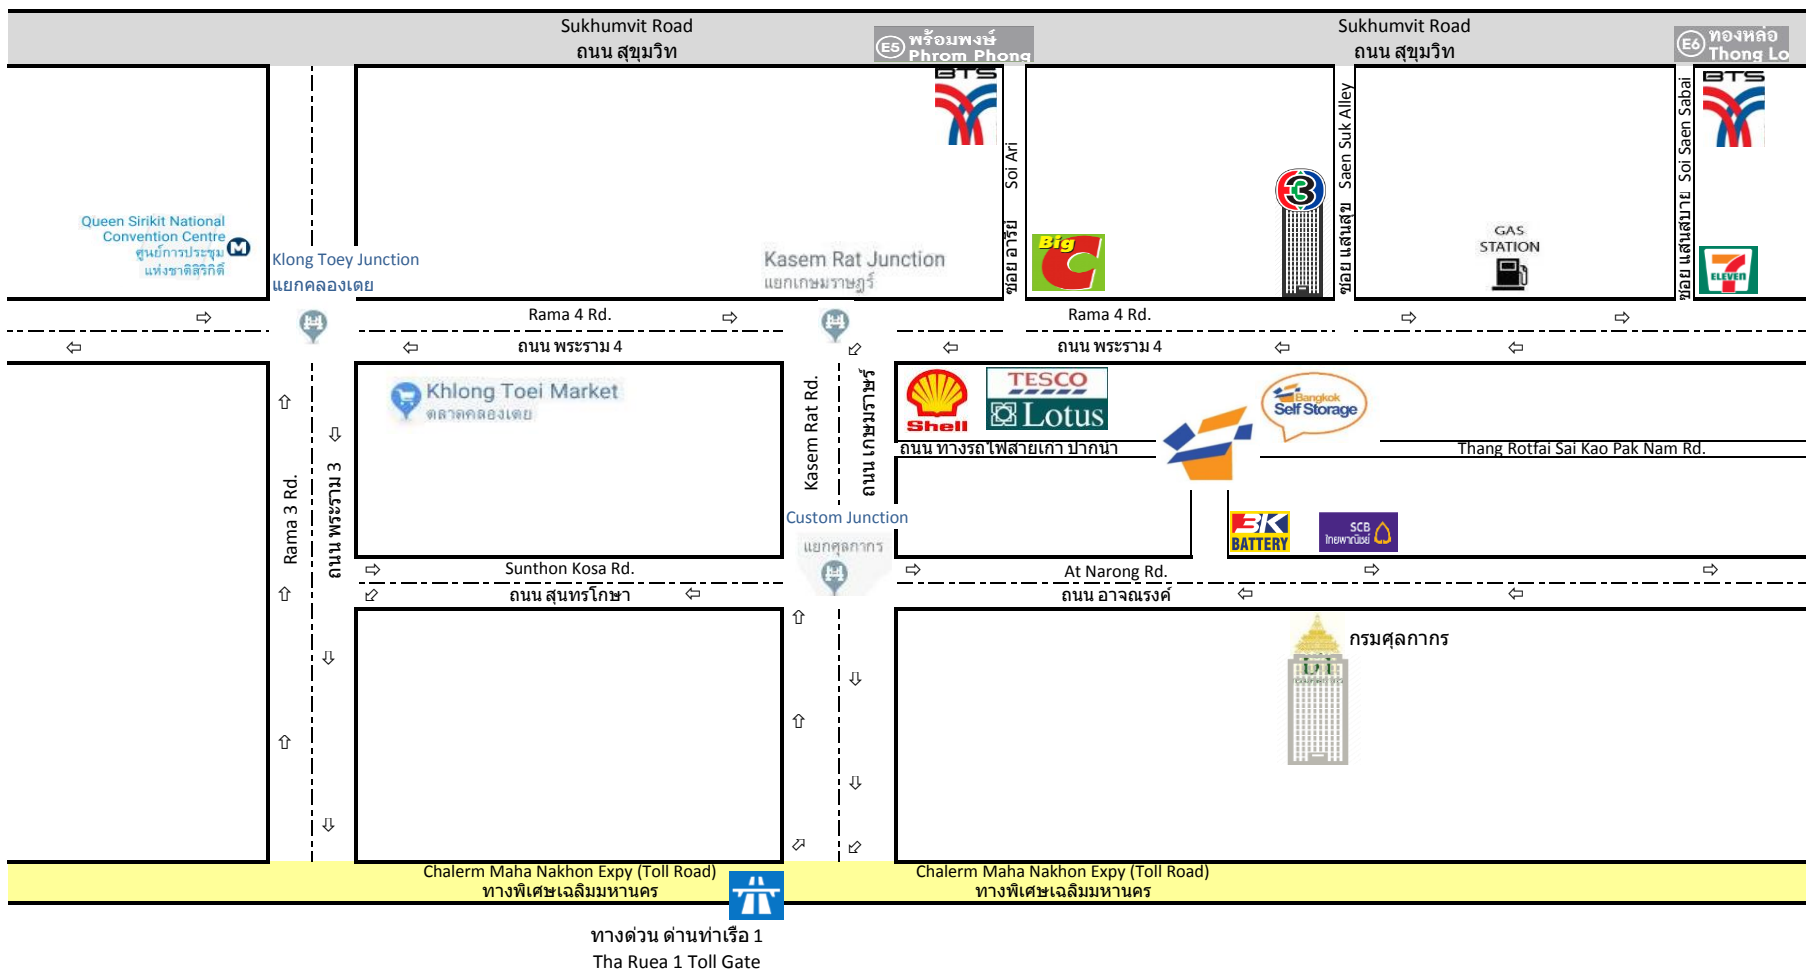 Sukhumvit Road
ถนน สุขุมวิท
E5 พร้อมพงษ์
Phrom Phong
Sukhumvit Road
ถนน สุขุมวิท
E6 ทองหล่อ
Thong Lo
BTS
BTS
Soi Ari
ซอย อารีย์
Saen Suk Alley
ซอย แสนสุข
Soi Saen Sabai
ซอย แสนสบาย
3
Queen Sirikit National
Convention Centre
ศูนย์การประชุม
แห่งชาติสิริกิติ์
M
Klong Toey Junction
แยกคลองเตย
Kasem Rat Junction
แยกเกษมราษฎร์
Big C
GAS
STATION
7 ELEVEN
Rama 4 Rd.
ถนน พระราม 4
Rama 4 Rd.
ถนน พระราม 4
Khlong Toei Market
ตลาดคลองเตย
Rama 3 Rd.
ถนน พระราม 3
Kasem Rat Rd.
ถนน เกษมราษร์
Shell
TESCO
Lotus
Bangkok
Self Storage
ถนน ทางรถไฟสายเก่า ปากน้ำ
Thang Rotfai Sai Kao Pak Nam Rd.
Custom Junction
แยกศุลกากร
3K
BATTERY
SCB
ไทยพาณิชย์
Sunthon Kosa Rd.
ถนน สุนทรโกษา
At Narong Rd.
ถนน อาจณรงค์
กรมศุลกากร
Chalerm Maha Nakhon Expy (Toll Road)
ทางพิเศษเฉลิมมหานคร
Chalerm Maha Nakhon Expy (Toll Road)
ทางพิเศษเฉลิมมหานคร
ทางด่วน ด่านท่าเรือ 1
Tha Ruea 1 Toll Gate